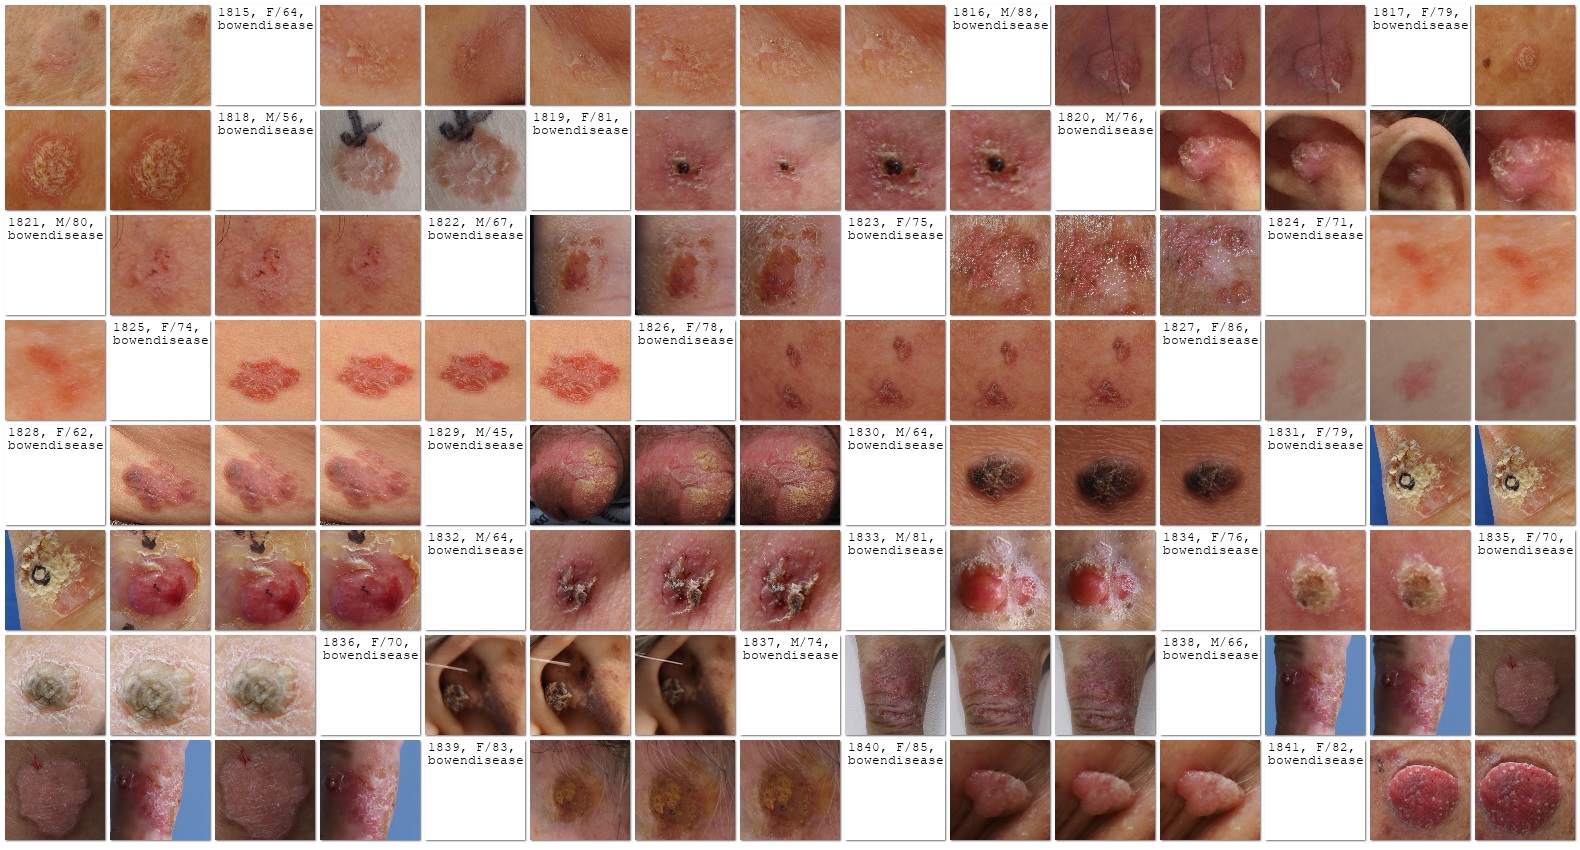 1815, F/64,
bowendisease
1816, M/88,
bowendisease
1817, F/79,
bowendisease
1818, M/56,
bowendisease
1819, F/81,
bowendisease
1820, M/76,
bowendisease
1821, M/80,
bowendisease
1822, M/67,
bowendisease
1823, F/75,
bowendisease
1824, F/71,
bowendisease
1825, F/74,
bowendisease
1826, F/78,
bowendisease
1827, F/86,
bowendisease
1828, F/62,
bowendisease
1829, M/45,
bowendisease
1830, M/64,
bowendisease
1831, F/79,
bowendisease
1832, M/64,
bowendisease
1833, M/81,
bowendisease
1834, F/76,
bowendisease
1835, F/70,
bowendisease
1836, F/70,
bowendisease
1837, M/74,
bowendisease
1838, M/66,
bowendisease
1839, F/83,
bowendisease
1840, F/85,
bowendisease
1841, F/82,
bowendisease